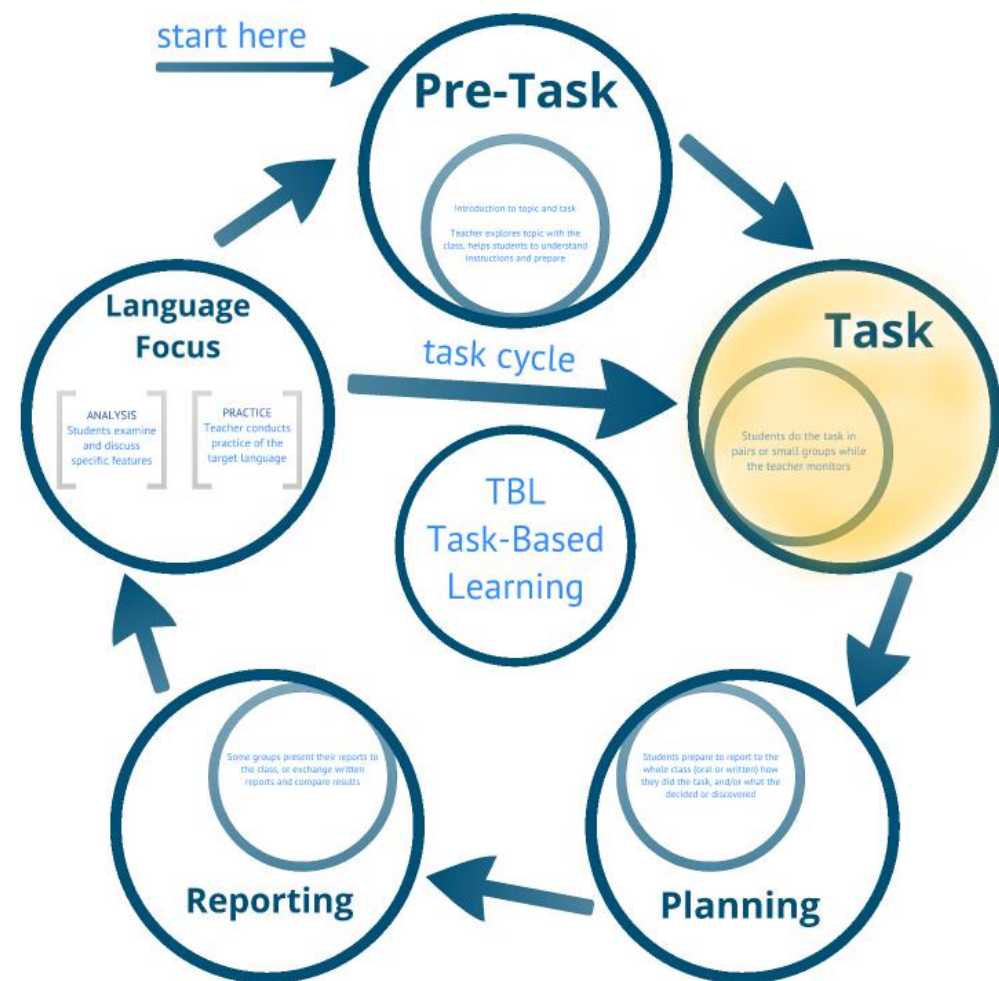 start here
Pre-Task
Introduction to topic and task
Teacher explores topic with the
class, helps students to understand
instructions and prepare
Task
Students do the task in
pairs or small groups while
the teacher monitors
Planning
Students prepare to report to the
whole class (oral or written) how
they did the task, and/or what the
decided or discovered
Reporting
Some groups present their reports to
the class, or exchange written
reports and compare results
Language
Focus
ANALYSIS
Students examine
and discuss
specific features
PRACTICE
Teacher conducts
practice of the
target language
task cycle
TBL
Task-Based
Learning